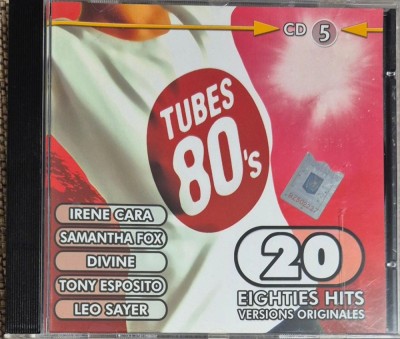 CD 5
TUBES
80's
IRENE CARA
SAMANTHA FOX
DIVINE
TONY ESPOSITO
LEO SAYER
20
EIGHTIES HITS
VERSIONS ORIGINALES